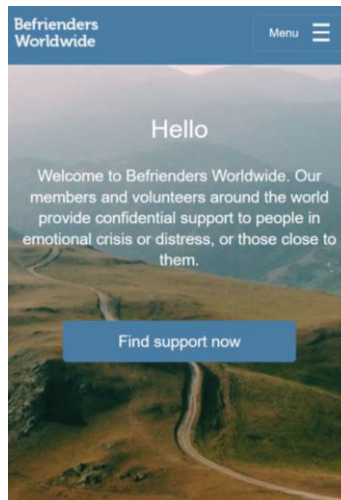 Befrienders
Worldwide
Menu
Hello
Welcome to Befrienders Worldwide. Our
members and volunteers around the world
provide confidential support to people in
emotional crisis or distress, or those close to
them.
Find support now